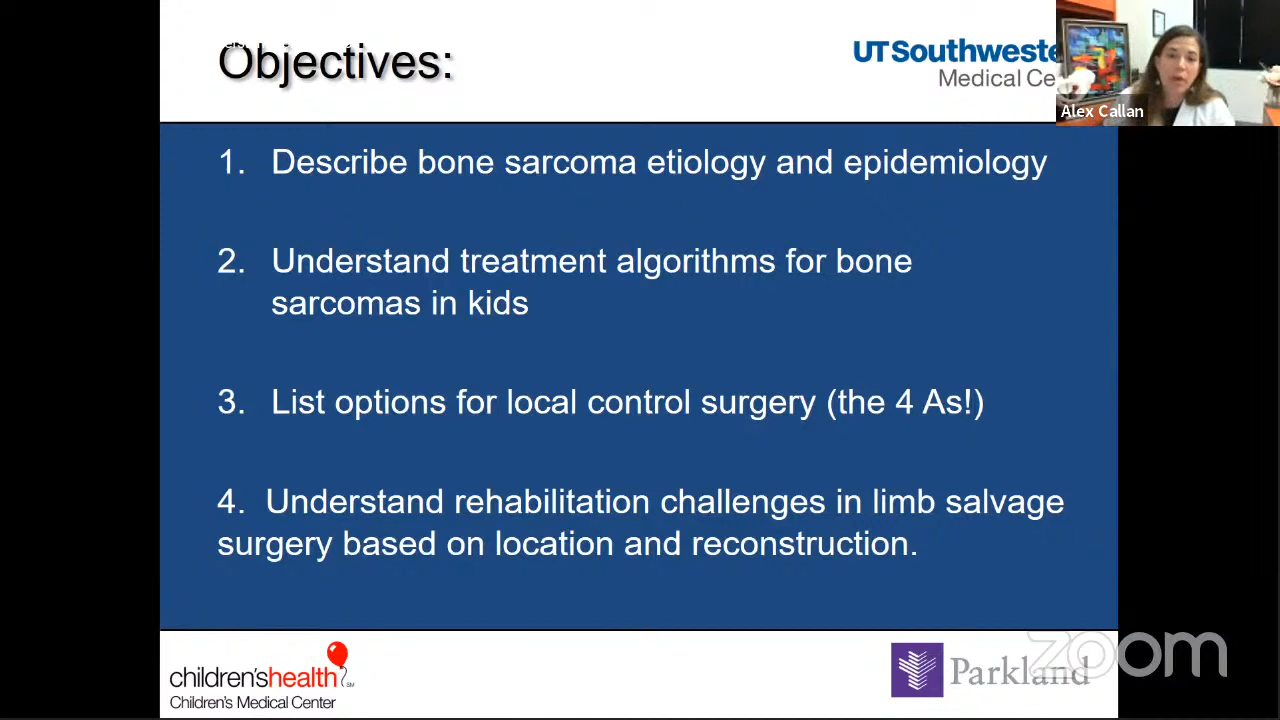 Objectives:
UTSouthweste
Medical Ce
Alex Callan
1. Describe bone sarcoma etiology and epidemiology
2. Understand treatment algorithms for bone
sarcomas in kids
3. List options for local control surgery (the 4 As!)
4. Understand rehabilitation challenges in limb salvage
surgery based on location and reconstruction.
children'shealth
SM
Children's Medical Center
Parkland
zoom